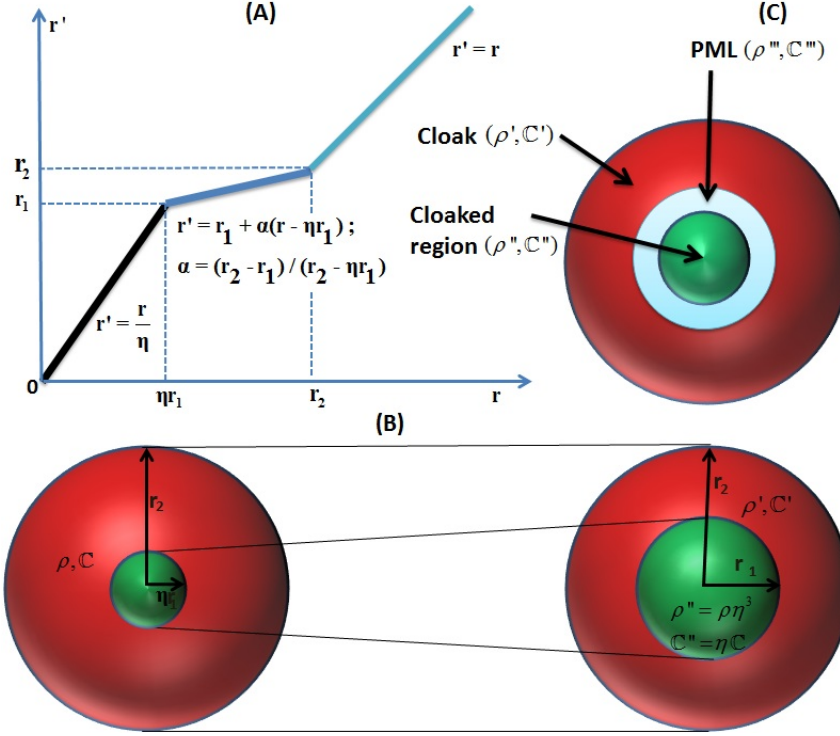 (A)
r'
r' = r
r₂
r₁
r' = r₁ + α(r - ηr₁) ;
α = (r₂ - r₁) / (r₂ - ηr₁)
r' = r/η
0
ηr₁
r₂
r
(C)
PML (ρ''', ℂ''')
Cloak (ρ', ℂ')
Cloaked
region (ρ'', ℂ'')
(B)
r₂
ρ, ℂ
ηr₁
r₂
ρ', ℂ'
r₁
ρ'' = ρη³
ℂ'' = ηℂ